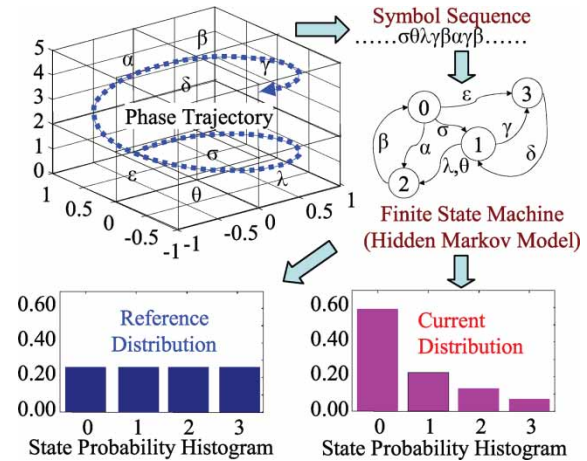 Symbol Sequence
......σθλγβαγβ......
5
4
3
2
1
0
α
β
γ
δ
Phase Trajectory
σ
ε
θ
λ
1
0.5
0
-0.5
-1
-1
-0.5
0
0.5
1
0
ε
3
σ
α
β
1
γ
λ,θ
δ
2
Finite State Machine
(Hidden Markov Model)
0.60
0.40
0.20
0.00
Reference
Distribution
0 1 2 3
State Probability Histogram
0.60
0.40
0.20
0.00
Current
Distribution
0 1 2 3
State Probability Histogram